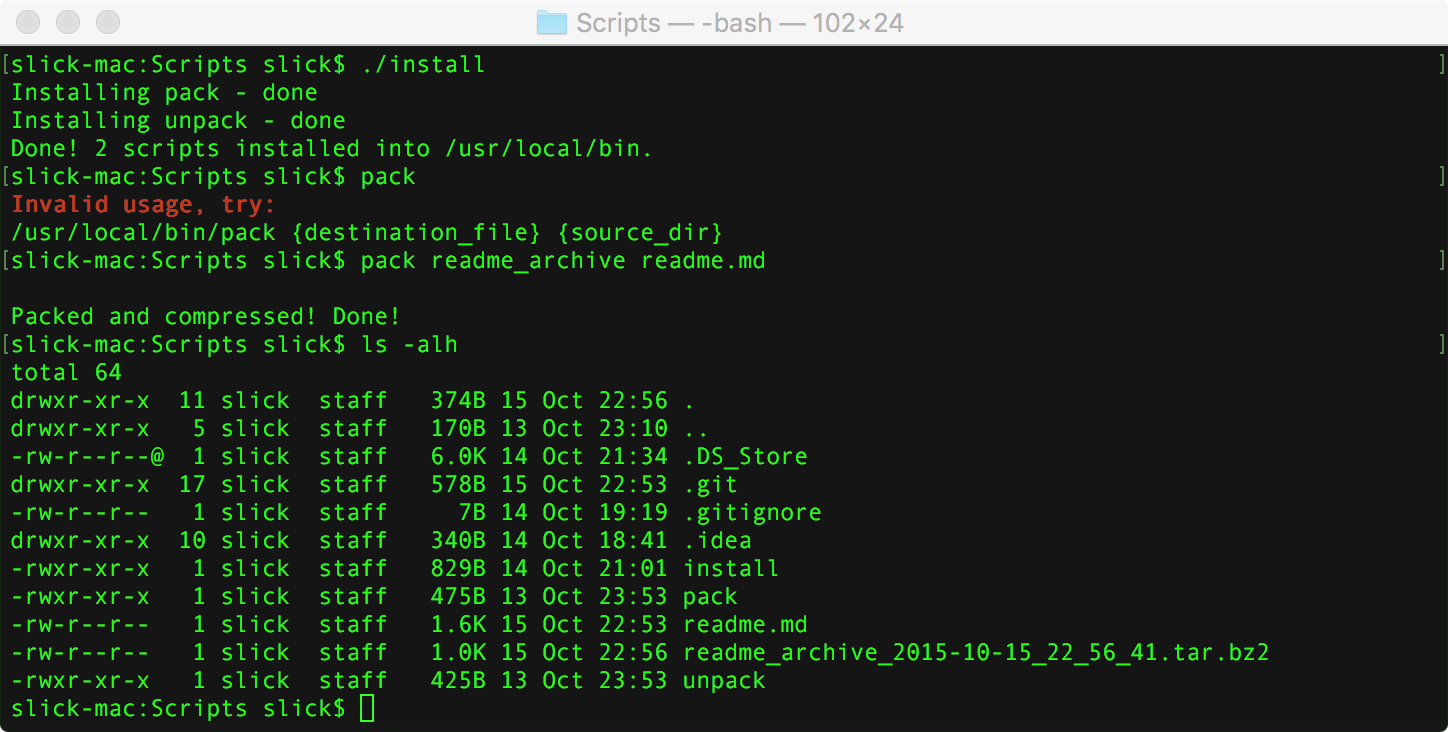 Scripts — -bash — 102×24
[slick-mac:Scripts slick$ ./install ]
Installing pack - done
Installing unpack - done
Done! 2 scripts installed into /usr/local/bin.
[slick-mac:Scripts slick$ pack ]
Invalid usage, try:
/usr/local/bin/pack {destination_file} {source_dir}
[slick-mac:Scripts slick$ pack readme_archive readme.md ]
Packed and compressed! Done!
[slick-mac:Scripts slick$ ls -alh ]
total 64
drwxr-xr-x  11 slick  staff   374B 15 Oct 22:56 .
drwxr-xr-x   5 slick  staff   170B 13 Oct 23:10 ..
-rw-r--r--@  1 slick  staff   6.0K 14 Oct 21:34 .DS_Store
drwxr-xr-x  17 slick  staff   578B 15 Oct 22:53 .git
-rw-r--r--   1 slick  staff     7B 14 Oct 19:19 .gitignore
drwxr-xr-x  10 slick  staff   340B 14 Oct 18:41 .idea
-rwxr-xr-x   1 slick  staff   829B 14 Oct 21:01 install
-rwxr-xr-x   1 slick  staff   475B 13 Oct 23:53 pack
-rw-r--r--   1 slick  staff   1.6K 15 Oct 22:53 readme.md
-rw-r--r--   1 slick  staff   1.0K 15 Oct 22:56 readme_archive_2015-10-15_22_56_41.tar.bz2
-rwxr-xr-x   1 slick  staff   425B 13 Oct 23:53 unpack
slick-mac:Scripts slick$